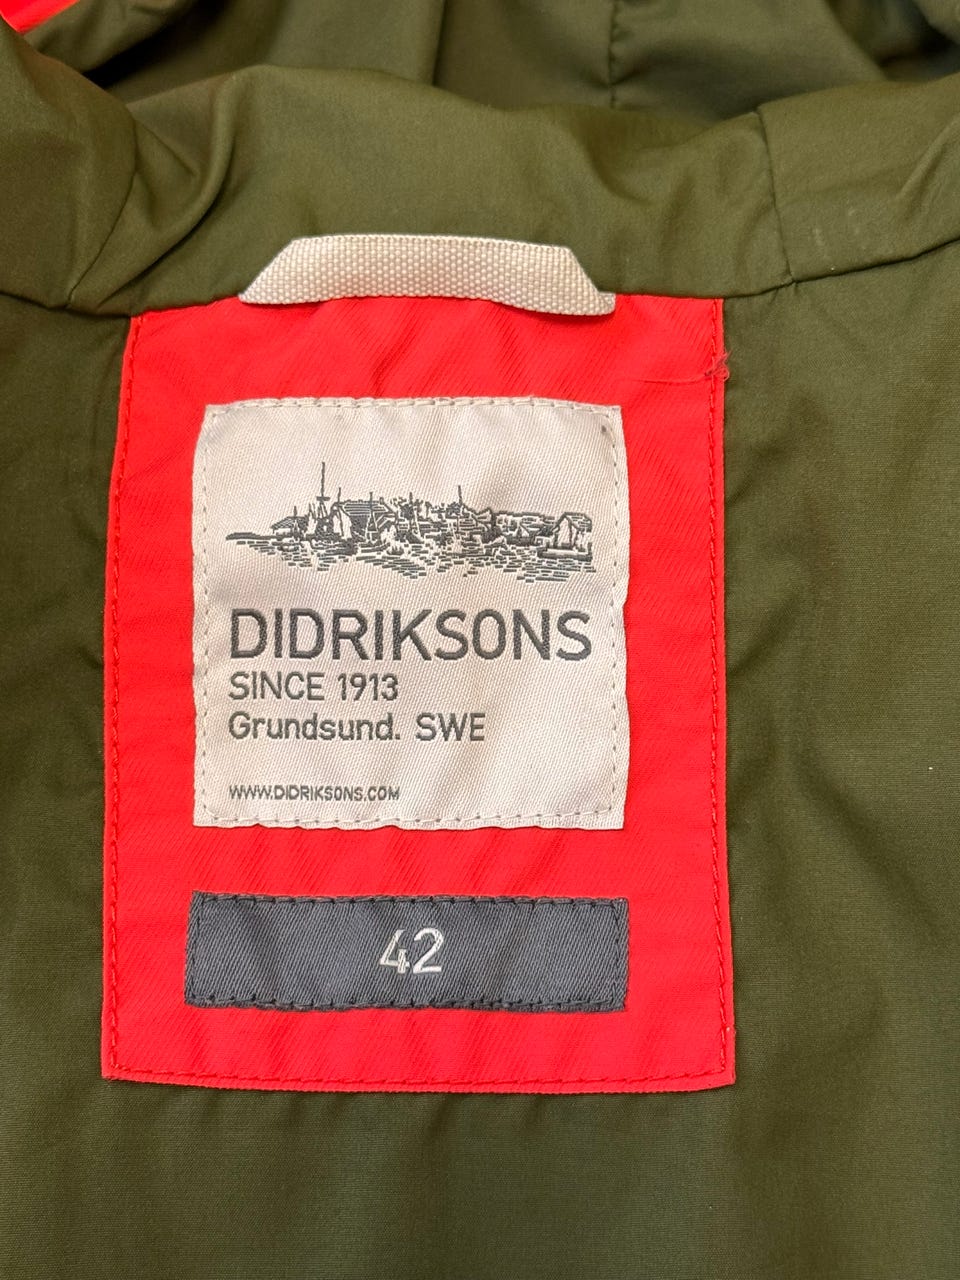 DIDRIKSONS
SINCE 1913
Grundsund. SWE
WWW.DIDRIKSONS.COM
42